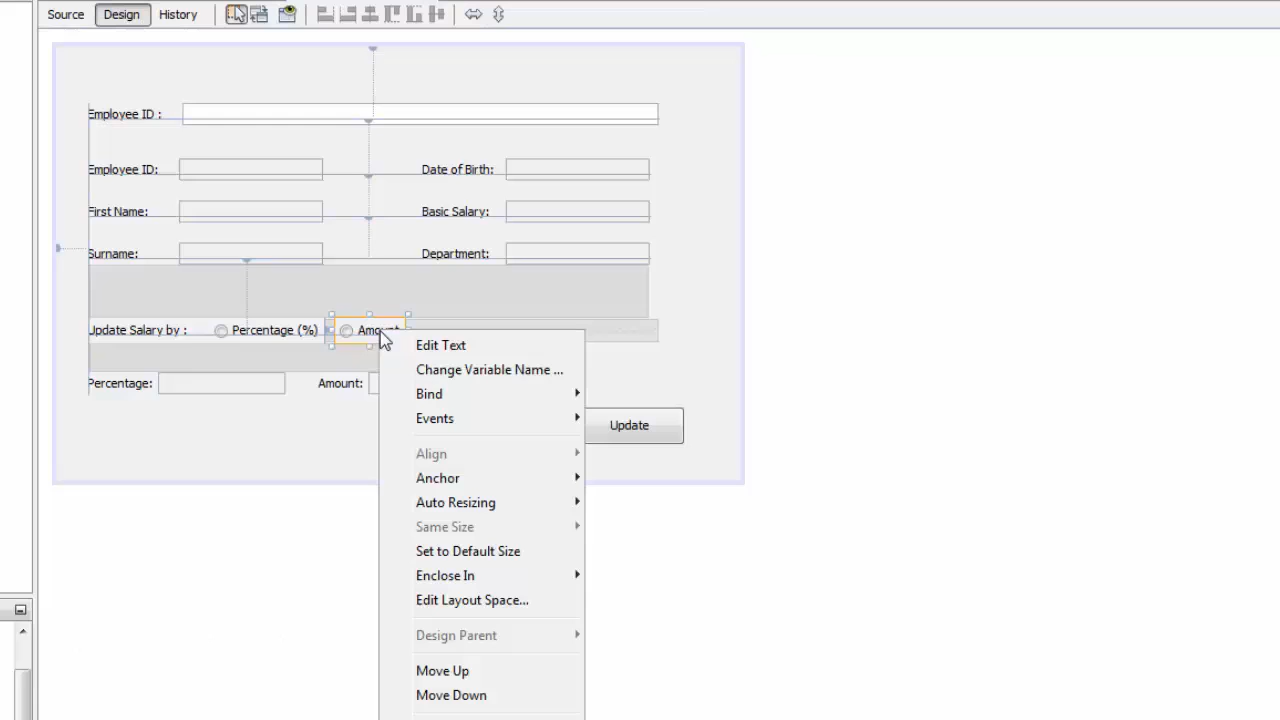 Source Design History
Employee ID :
Employee ID: Date of Birth:
First Name: Basic Salary:
Surname: Department:
Update Salary by : Percentage (%) Amount
Percentage: Amount:
Update
Edit Text
Change Variable Name ...
Bind
Events
Align
Anchor
Auto Resizing
Same Size
Set to Default Size
Enclose In
Edit Layout Space...
Design Parent
Move Up
Move Down